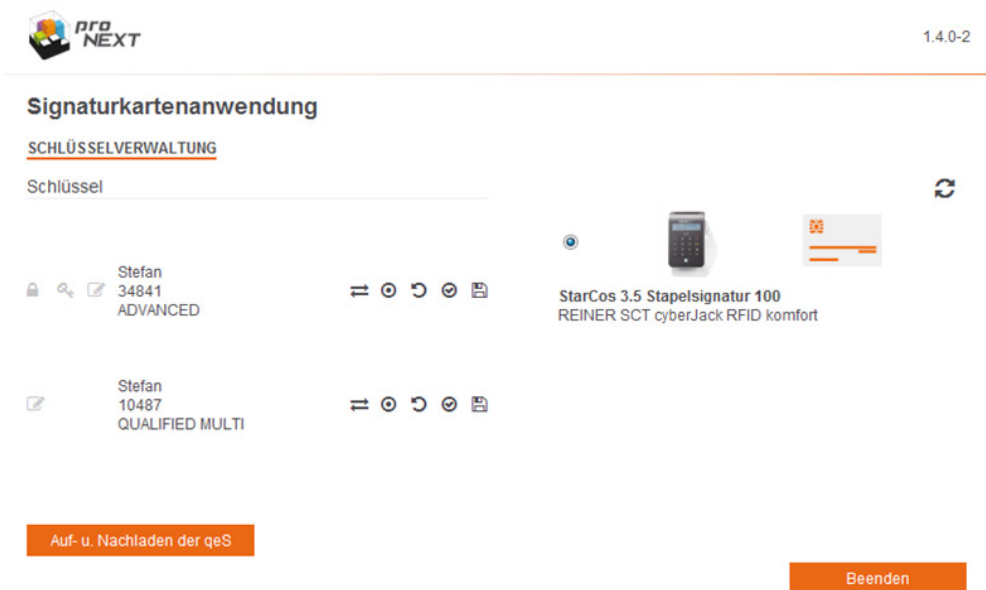 pro
NEXT
1.4.0-2
Signaturkartenanwendung
SCHLÜSSELVERWALTUNG
Schlüssel
Stefan
34841
ADVANCED
StarCos 3.5 Stapelsignatur 100
REINER SCT cyberJack RFID komfort
Stefan
10487
QUALIFIED MULTI
Auf- u. Nachladen der qeS
Beenden